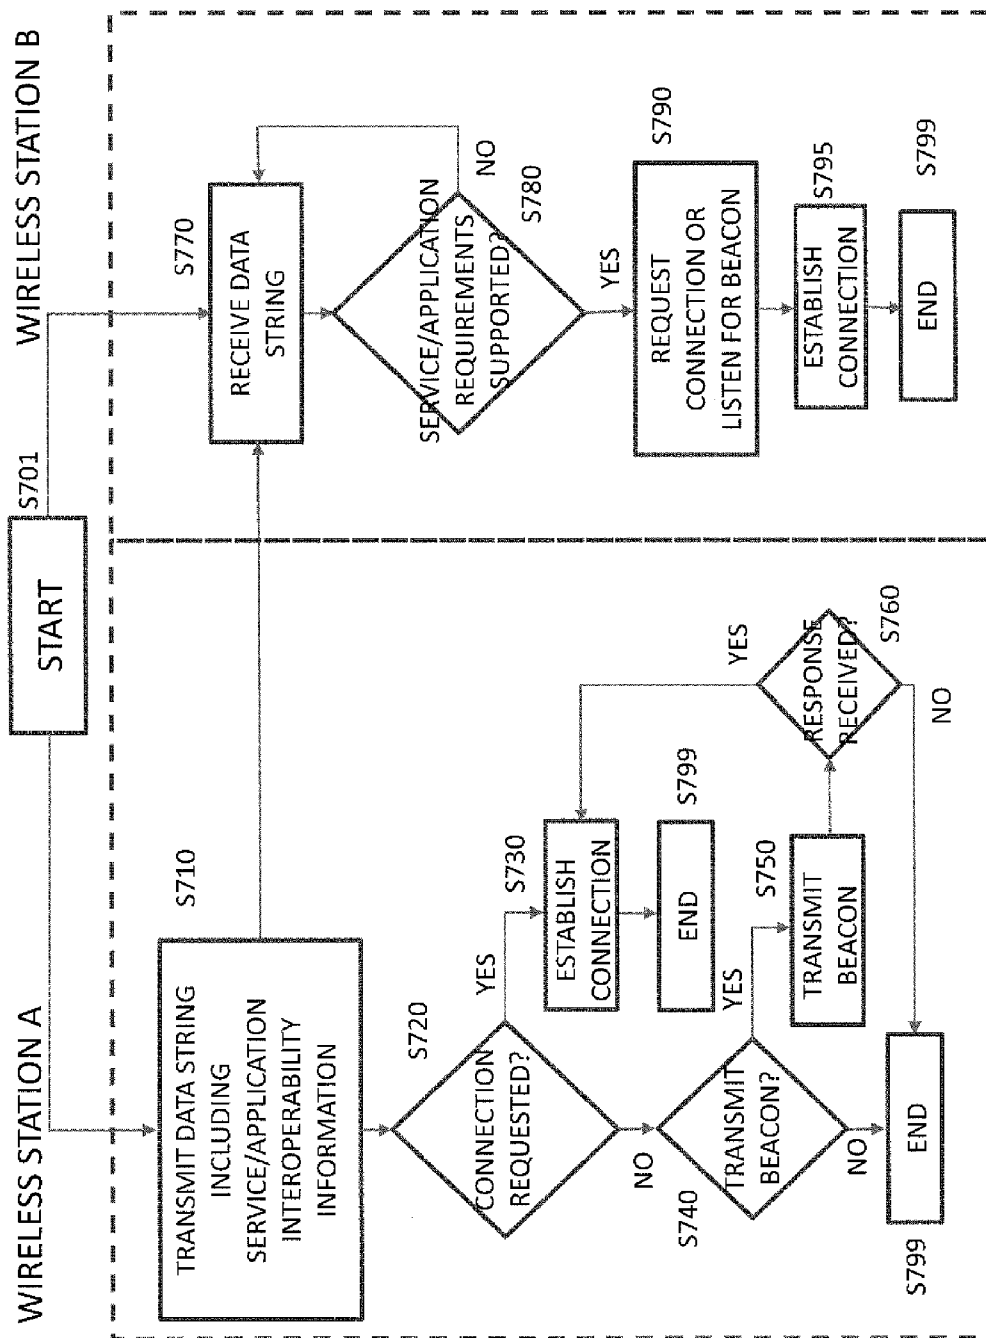 WIRELESS STATION A
WIRELESS STATION B
START
S701
TRANSMIT DATA STRING
INCLUDING
SERVICE/APPLICATION
INTEROPERABILITY
INFORMATION
S710
CONNECTION
REQUESTED?
S720
YES
NO
ESTABLISH
CONNECTION
S730
END
S799
TRANSMIT
BEACON?
S740
YES
NO
TRANSMIT
BEACON
S750
RESPONSE
RECEIVED?
S760
YES
NO
END
S799
RECEIVE DATA
STRING
S770
SERVICE/APPLICATION
REQUIREMENTS
SUPPORTED?
S780
NO
YES
REQUEST
CONNECTION OR
LISTEN FOR BEACON
S790
ESTABLISH
CONNECTION
S795
END
S799